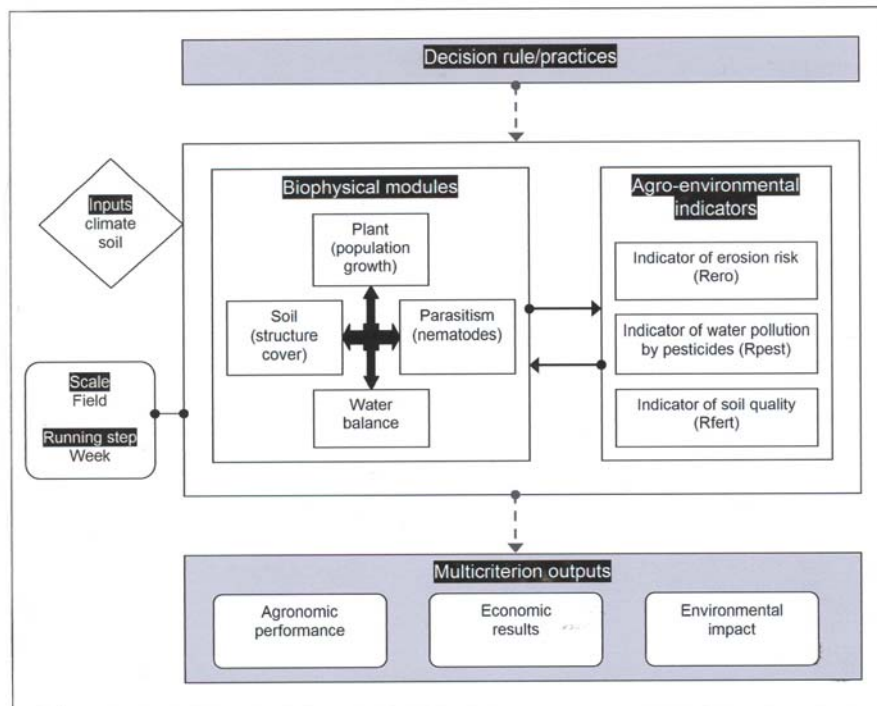 Decision rule/practices
Inputs
climate
soil
Scale
Field
Running step
Week
Biophysical modules
Plant
(population
growth)
Soil
(structure
cover)
Parasitism
(nematodes)
Water
balance
Agro-environmental
indicators
Indicator of erosion risk
(Rero)
Indicator of water pollution
by pesticides (Rpest)
Indicator of soil quality
(Rfert)
Multicriterion outputs
Agronomic
performance
Economic
results
Environmental
impact